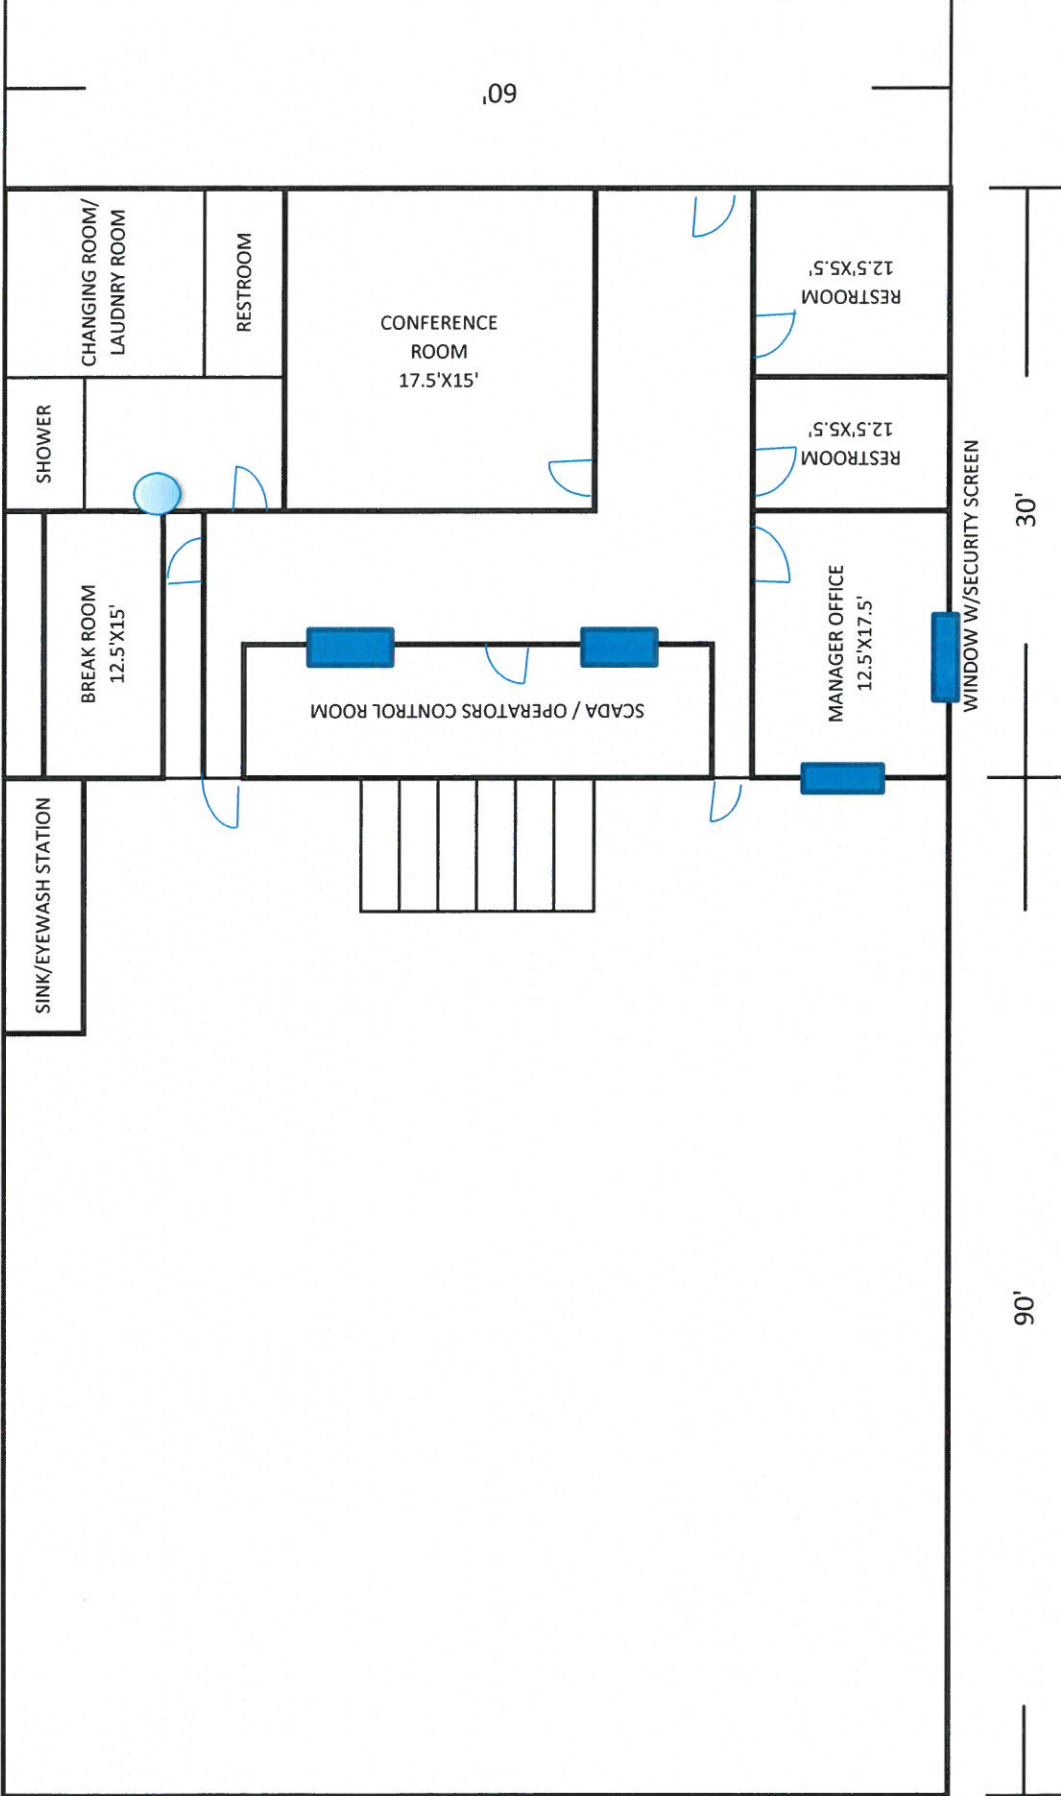 60'
CHANGING ROOM/
LAUDNRY ROOM
RESTROOM
CONFERENCE
ROOM
17.5'X15'
RESTROOM
12.5'X5.5'
SHOWER
RESTROOM
12.5'X5.5'
WINDOW W/SECURITY SCREEN
30'
BREAK ROOM
12.5'X15'
SCADA / OPERATORS CONTROL ROOM
MANAGER OFFICE
12.5'X17.5'
SINK/EYEWASH STATION
90'